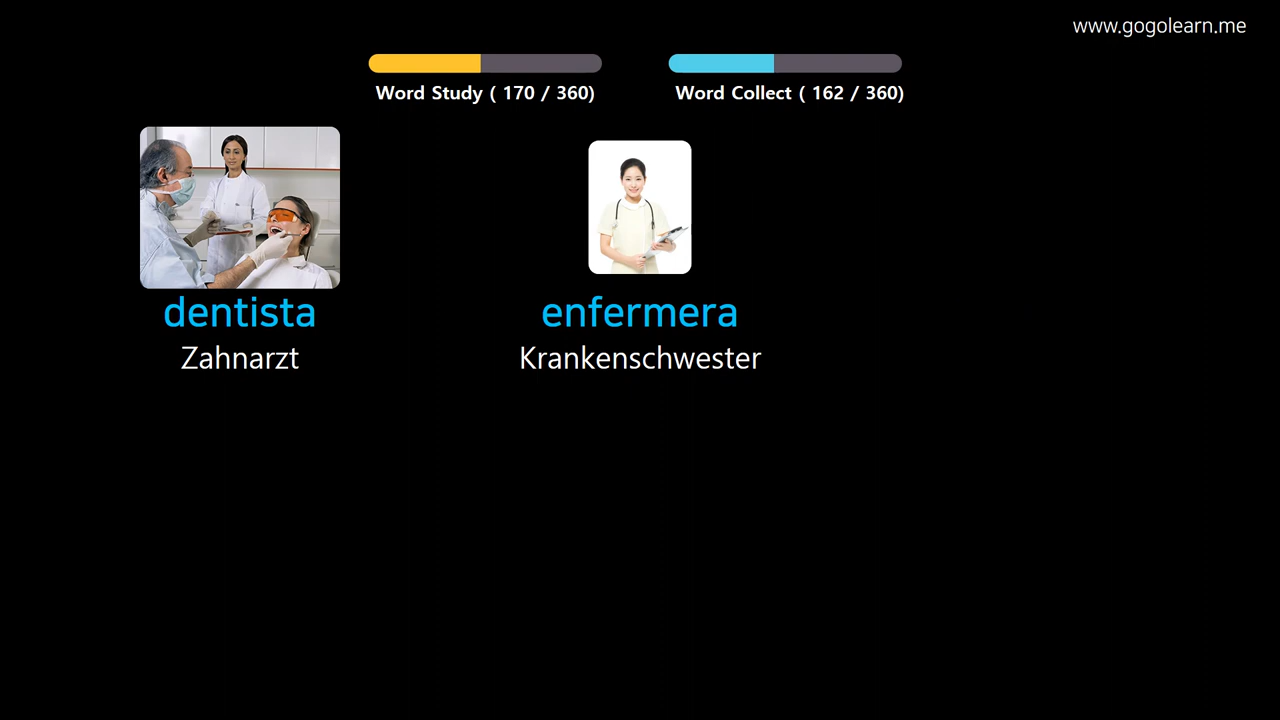 www.gogolearn.me
Word Study ( 170 / 360)
Word Collect ( 162 / 360)
dentista
Zahnarzt
enfermera
Krankenschwester